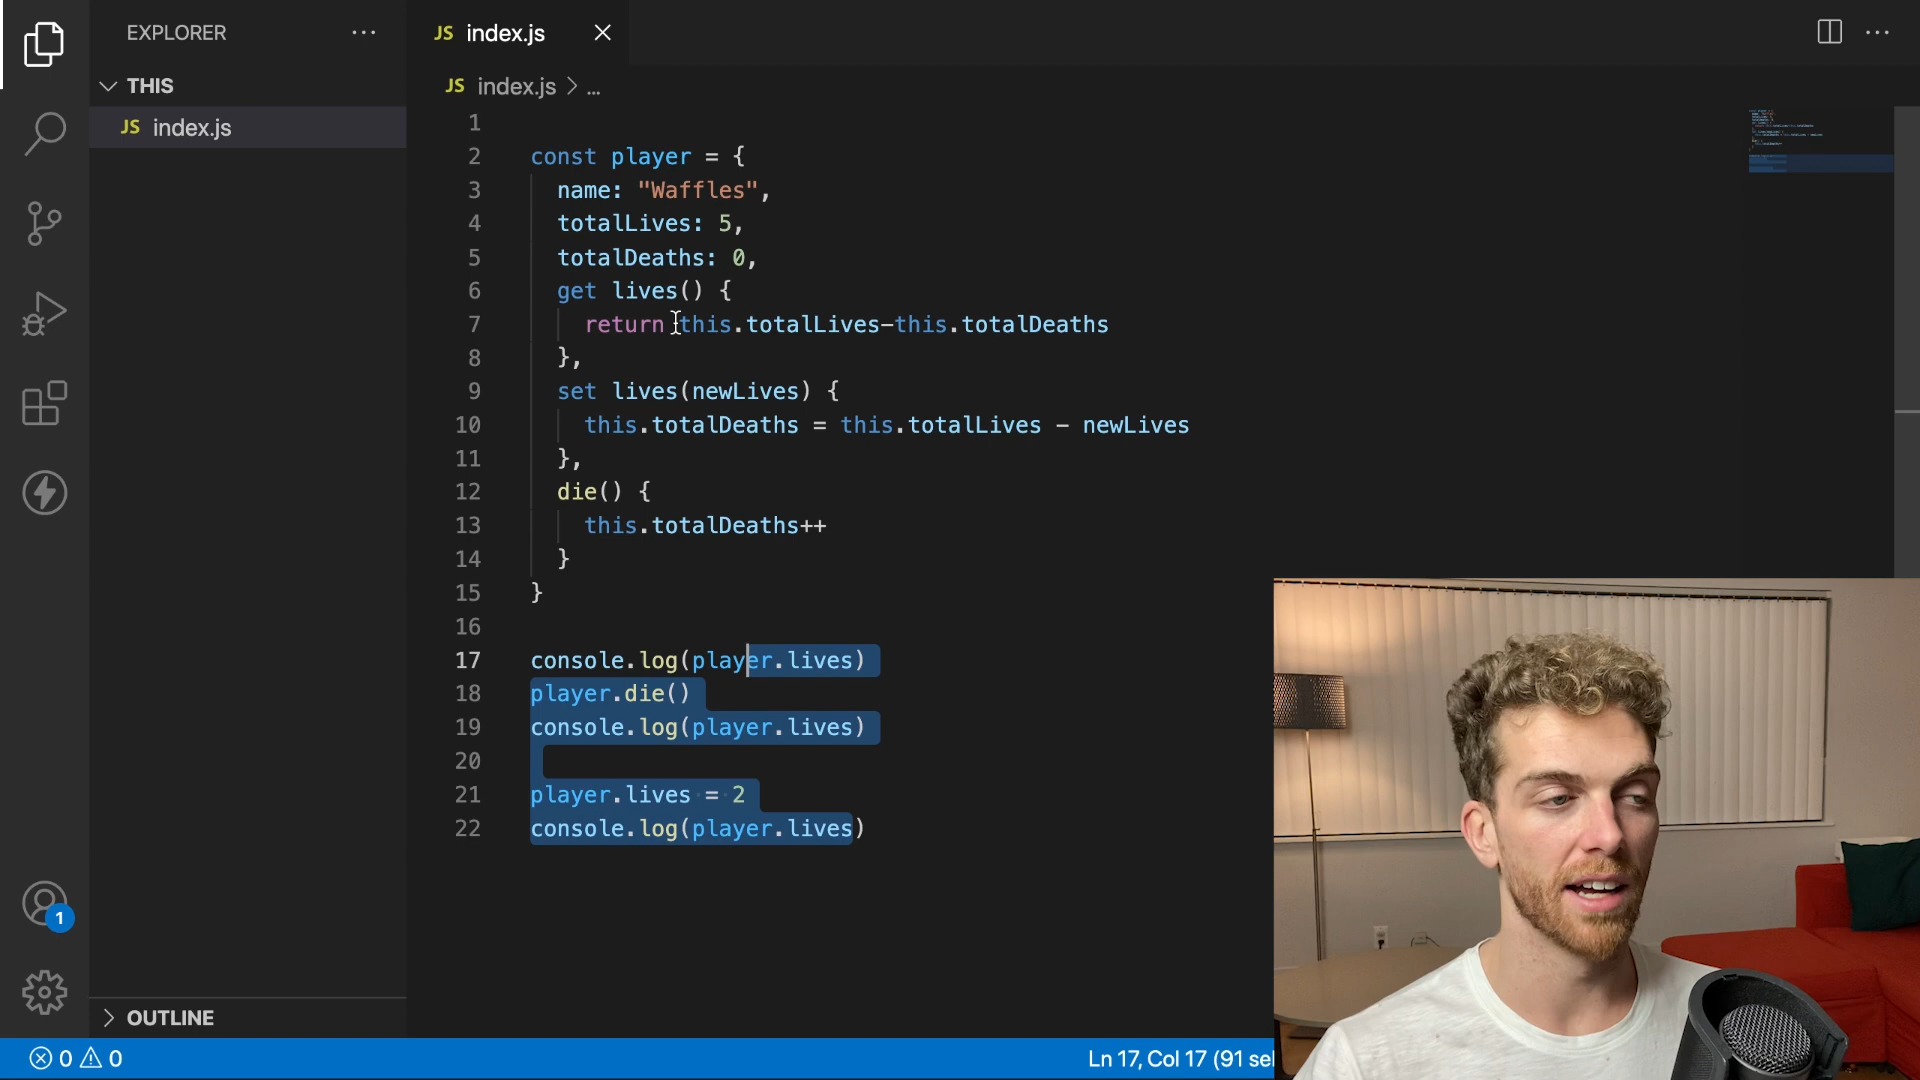 EXPLORER
JS index.js
THIS
JS index.js
JS index.js > ...
1
2 const player = {
3 name: "Waffles",
4 totalLives: 5,
5 totalDeaths: 0,
6 get lives() {
7 return this.totalLives-this.totalDeaths
8 },
9 set lives(newLives) {
10 this.totalDeaths = this.totalLives - newLives
11 },
12 die() {
13 this.totalDeaths++
14 }
15 }
16
17 console.log(player.lives)
18 player.die()
19 console.log(player.lives)
20
21 player.lives = 2
22 console.log(player.lives)
1
OUTLINE
0 0
Ln 17, Col 17 (91 sel